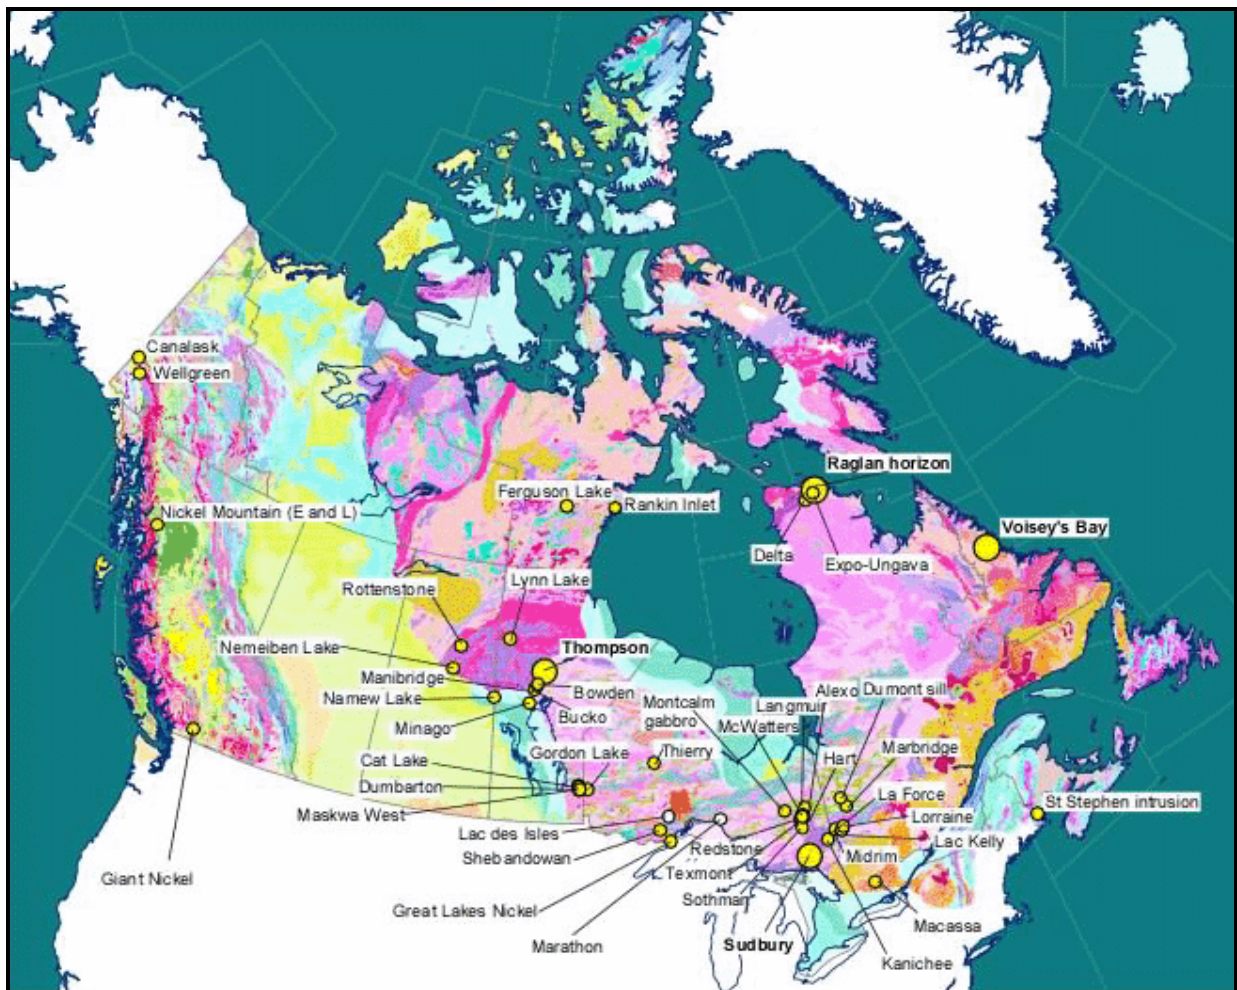 Canalask
Wellgreen
Raglan horizon
Ferguson Lake
Rankin Inlet
Nickel Mountain (E and L)
Voisey's Bay
Delta
Expo-Ungava
Lynn Lake
Rottenstone
Nemeiben Lake
Thompson
Manibridge
Namew Lake
Bowden
Bucko
Minago
Montcalm
gabbro
Alexo
Dumont sill
Langmuir
McWatters
Gordon Lake
Thierry
Hart
Marbridge
Cat Lake
Dumbarton
La Force
St Stephen intrusion
Maskwa West
Lorraine
Lac des Isles
Shebandowan
Redstone
Lac Kelly
Midrim
Texmont
Giant Nickel
Sothman
Great Lakes Nickel
Macassa
Marathon
Sudbury
Kanichee